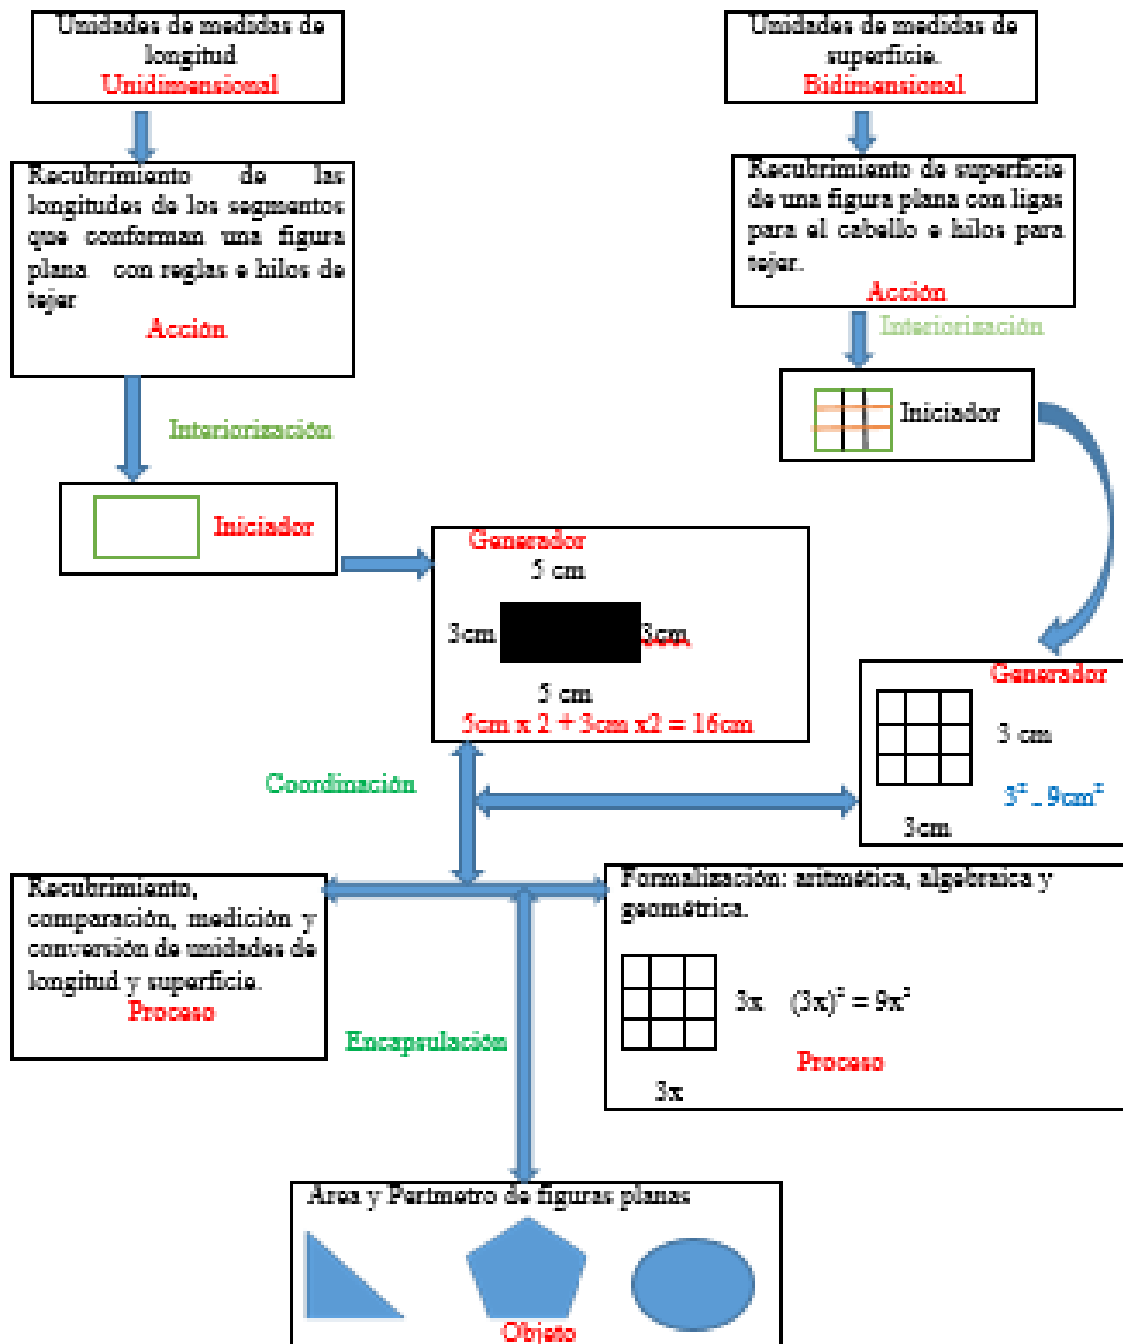 Unidades de medidas de
longitud
Unidimensional
Unidades de medidas de
superficie.
Bidimensional
Recubrimiento de las
longitudes de los segmentos
que conforman una figura
plana con reglas e hilos de
tejer
Acción
Recubrimiento de superficie
de una figura plana con ligas
para el cabello e hilos para
tejer.
Acción
Interiorización
Interiorización
Iniciador
Iniciador
Generador
5 cm
3cm 3cm
5 cm
5cm x 2 + 3cm x2 = 16cm
Generador
3 cm
3² = 9cm²
3cm
Coordinación
Recubrimiento,
comparación, medición y
conversión de unidades de
longitud y superficie.
Proceso
Formalización: aritmética, algebraica y
geométrica.
3x (3x)² = 9x²
Proceso
3x
Encapsulación
Area y Perímetro de figuras planas
Objeto